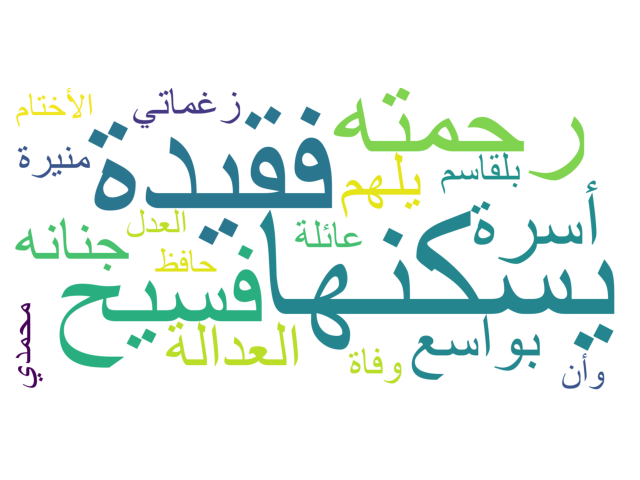 الأختام
زغماتي
رحمته
فقيدة
منيرة
يلهم
بلقاسم
أسرة
العدل
عائلة
جنانه
حافظ
يسكنها
فسيح
العدالة
بواسع
محمدي
وفاة
وأن